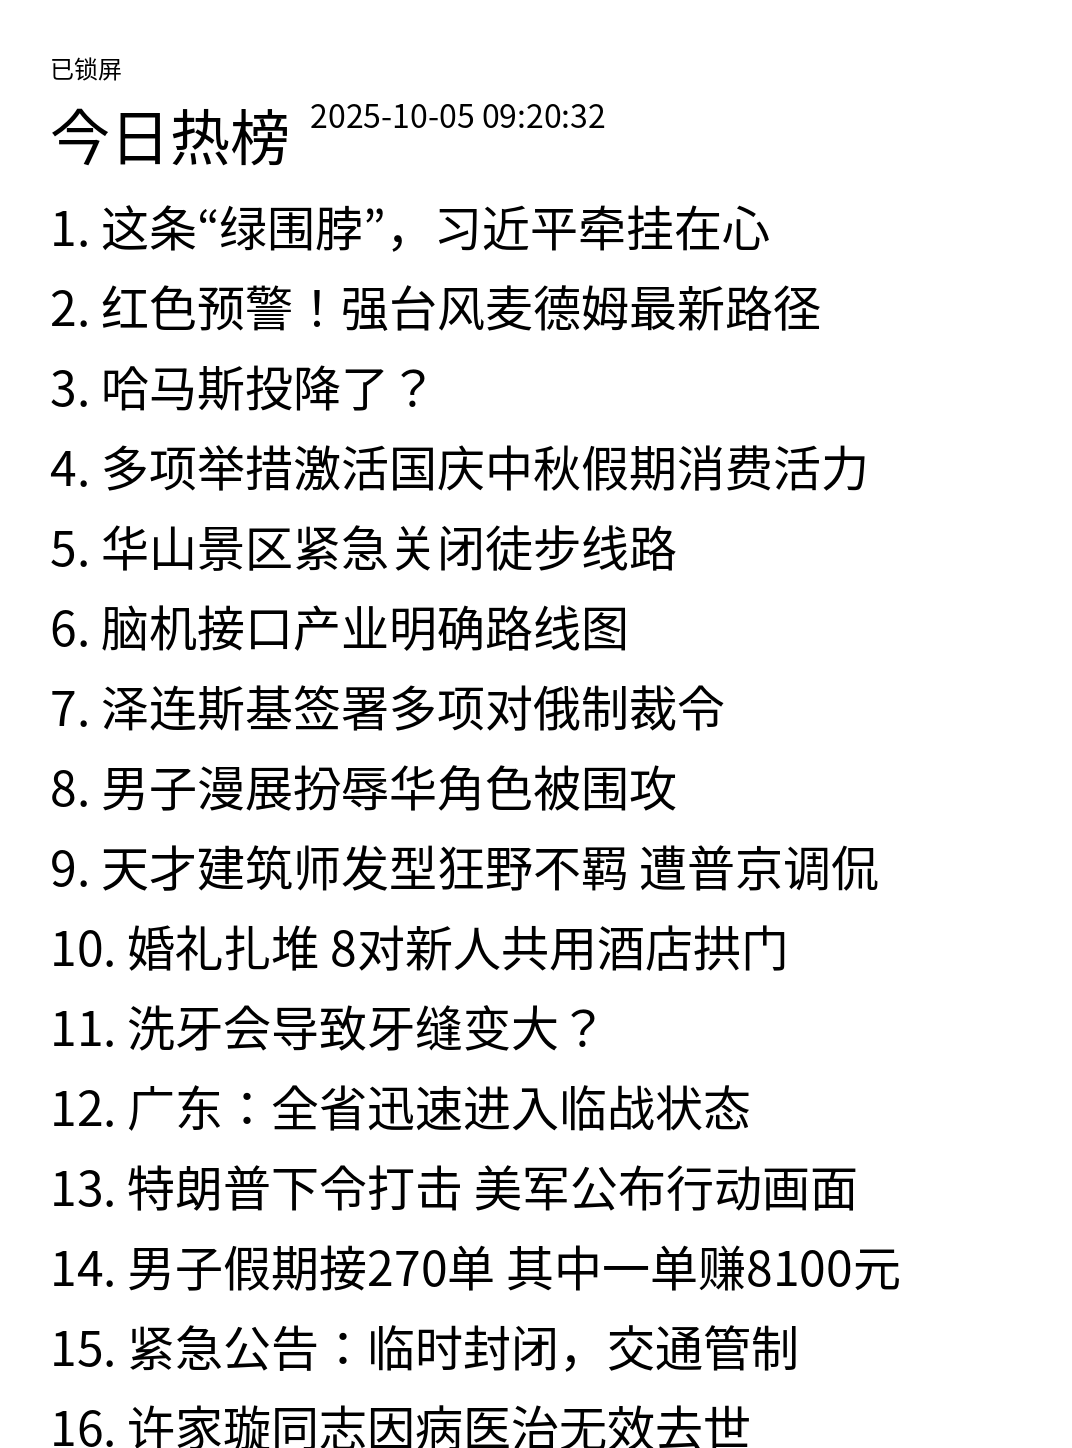 已锁屏
今日热榜 2025-10-05 09:20:32
1. 这条“绿围脖”，习近平牵挂在心
2. 红色预警！强台风麦德姆最新路径
3. 哈马斯投降了？
4. 多项举措激活国庆中秋假期消费活力
5. 华山景区紧急关闭徒步线路
6. 脑机接口产业明确路线图
7. 泽连斯基签署多项对俄制裁令
8. 男子漫展扮辱华角色被围攻
9. 天才建筑师发型狂野不羁 遭普京调侃
10. 婚礼扎堆 8对新人共用酒店拱门
11. 洗牙会导致牙缝变大？
12. 广东：全省迅速进入临战状态
13. 特朗普下令打击 美军公布行动画面
14. 男子假期接270单 其中一单赚8100元
15. 紧急公告：临时封闭，交通管制
16. 许家璇同志因病医治无效去世